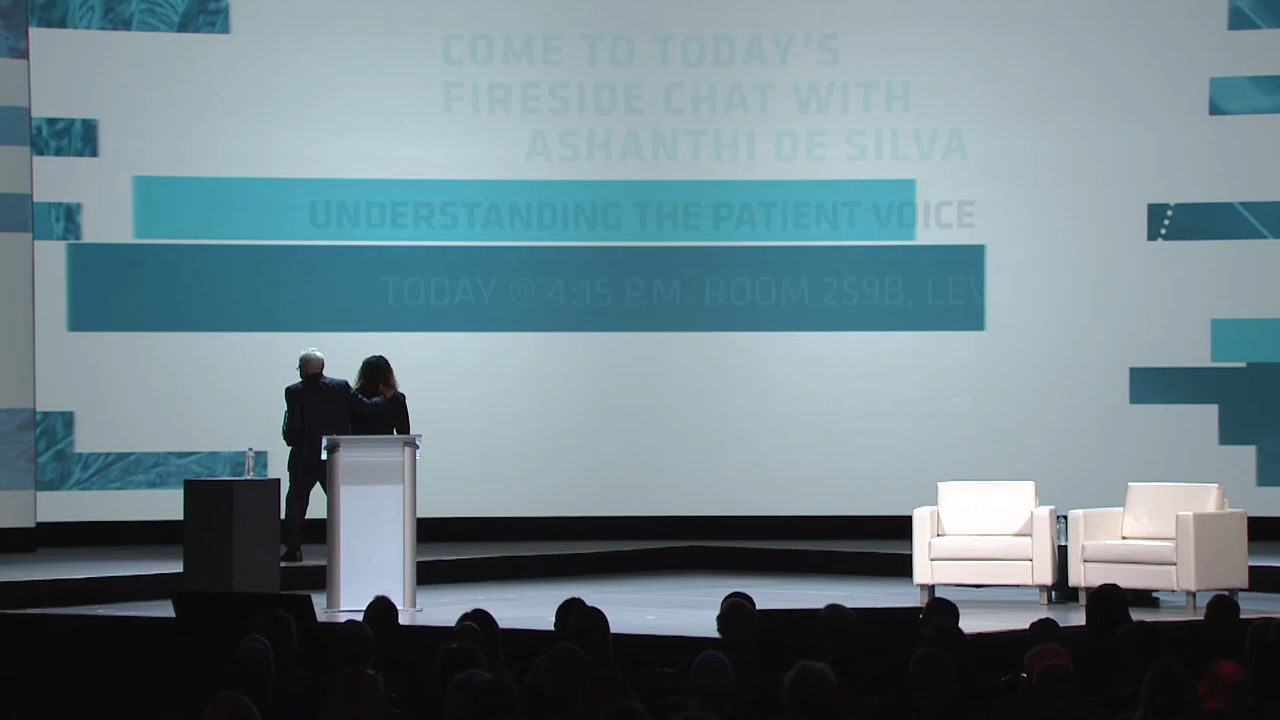 COME TO TODAY'S
FIRESIDE CHAT WITH
ASHANTHI DE SILVA
UNDERSTANDING THE PATIENT VOICE
TODAY @ 4:15 P.M. ROOM 259B,